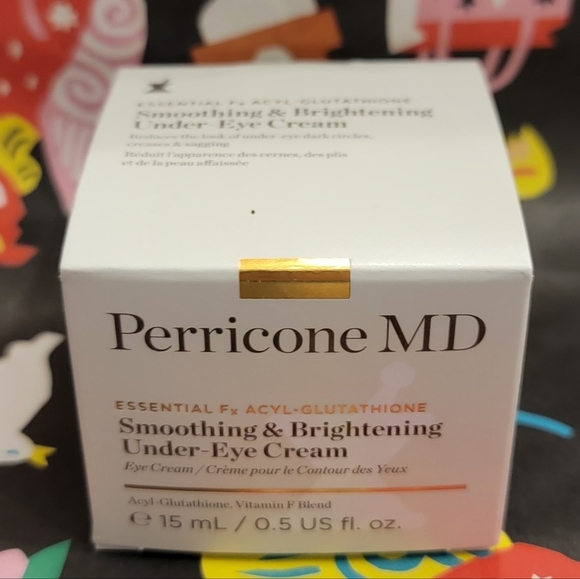 ESSENTIAL Fx ACYL-GLUTATHIONE
Smoothing & Brightening
Under-Eye Cream
Reduces the look of under-eye dark circles,
creases & sagging
Réduit l'apparence des cernes, des plis
et de la peau affaissée
Perricone MD
ESSENTIAL Fx ACYL-GLUTATHIONE
Smoothing & Brightening
Under-Eye Cream
Eye Cream / Crème pour le Contour des Yeux
Acyl-Glutathione, Vitamin F Blend
℮ 15 mL / 0.5 US fl. oz.